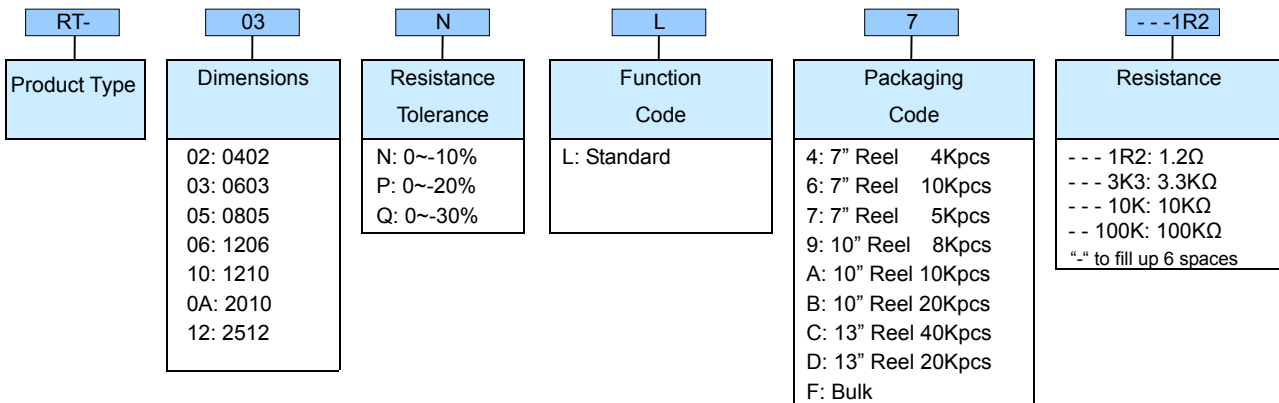 RT- 03 N L 7 - - -1R2
Product Type
Dimensions
02: 0402
03: 0603
05: 0805
06: 1206
10: 1210
0A: 2010
12: 2512
Resistance
Tolerance
N: 0~-10%
P: 0~-20%
Q: 0~-30%
Function
Code
L: Standard
Packaging
Code
4: 7” Reel 4Kpcs
6: 7” Reel 10Kpcs
7: 7” Reel 5Kpcs
9: 10” Reel 8Kpcs
A: 10” Reel 10Kpcs
B: 10” Reel 20Kpcs
C: 13” Reel 40Kpcs
D: 13” Reel 20Kpcs
F: Bulk
Resistance
- - - 1R2: 1.2Ω
- - - 3K3: 3.3KΩ
- - - 10K: 10KΩ
- - 100K: 100KΩ
“-“ to fill up 6 spaces